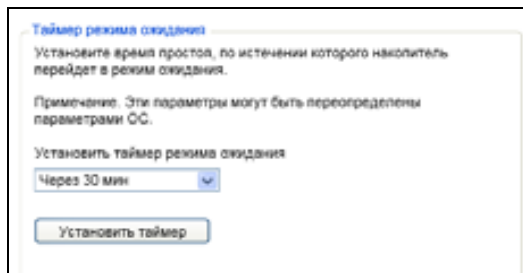 Таймер режима ожидания
Установите время простоя, по истечении которого накопитель
перейдет в режим ожидания.
Примечание. Эти параметры могут быть переопределены
параметрами ОС.
Установить таймер режима ожидания
Через 30 мин
Установить таймер